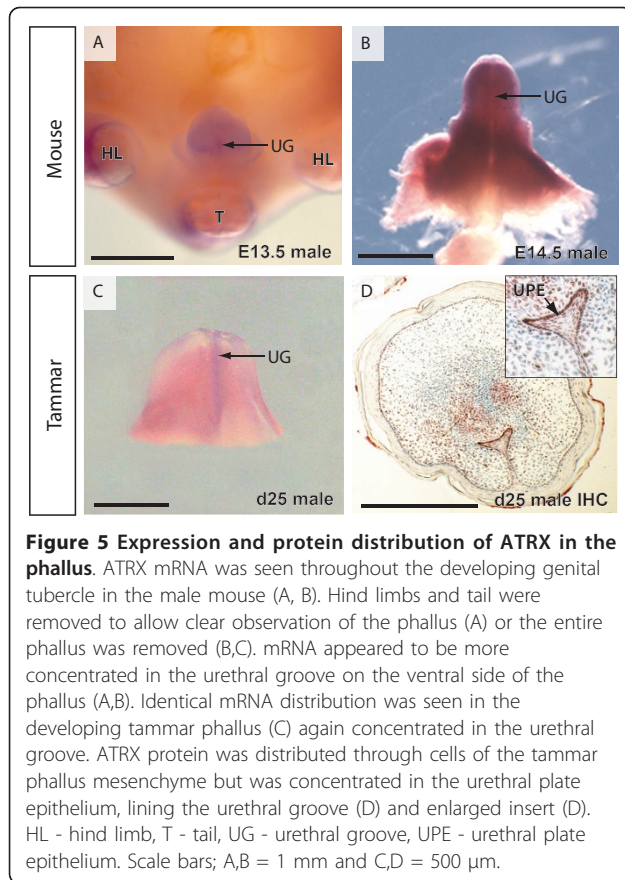 Mouse
A
HL
UG
HL
T
E13.5 male
B
UG
E14.5 male
Tammar
C
UG
d25 male
D
UPE
d25 male IHC
Figure 5 Expression and protein distribution of ATRX in the
phallus. ATRX mRNA was seen throughout the developing genital
tubercle in the male mouse (A, B). Hind limbs and tail were
removed to allow clear observation of the phallus (A) or the entire
phallus was removed (B,C). mRNA appeared to be more
concentrated in the urethral groove on the ventral side of the
phallus (A,B). Identical mRNA distribution was seen in the
developing tammar phallus (C) again concentrated in the urethral
groove. ATRX protein was distributed through cells of the tammar
phallus mesenchyme but was concentrated in the urethral plate
epithelium, lining the urethral groove (D) and enlarged insert (D).
HL - hind limb, T - tail, UG - urethral groove, UPE - urethral plate
epithelium. Scale bars; A,B = 1 mm and C,D = 500 μm.